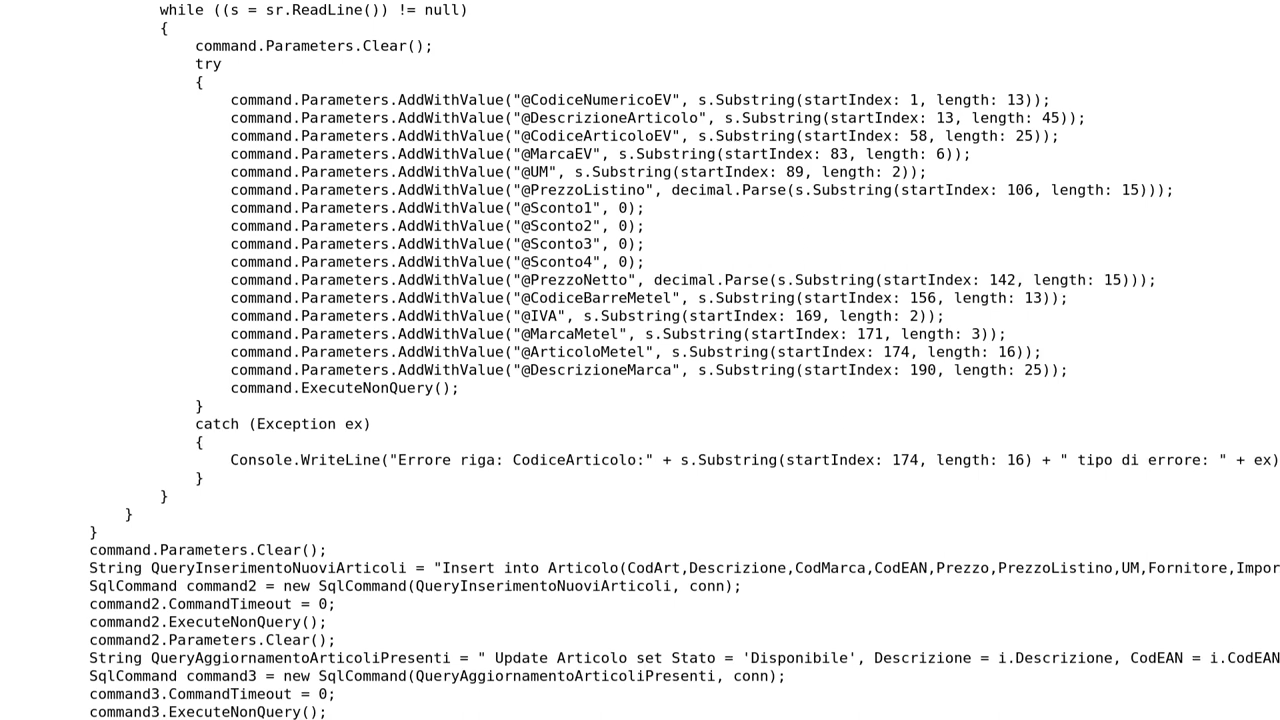 while ((s = sr.ReadLine()) != null)
{
command.Parameters.Clear();
try
{
command.Parameters.AddWithValue("@CodiceNumericoEV", s.Substring(startIndex: 1, length: 13));
command.Parameters.AddWithValue("@DescrizioneArticolo", s.Substring(startIndex: 13, length: 45));
command.Parameters.AddWithValue("@CodiceArticoloEV", s.Substring(startIndex: 58, length: 25));
command.Parameters.AddWithValue("@MarcaEV", s.Substring(startIndex: 83, length: 6));
command.Parameters.AddWithValue("@UM", s.Substring(startIndex: 89, length: 2));
command.Parameters.AddWithValue("@PrezzoListino", decimal.Parse(s.Substring(startIndex: 106, length: 15)));
command.Parameters.AddWithValue("@Sconto1", 0);
command.Parameters.AddWithValue("@Sconto2", 0);
command.Parameters.AddWithValue("@Sconto3", 0);
command.Parameters.AddWithValue("@Sconto4", 0);
command.Parameters.AddWithValue("@PrezzoNetto", decimal.Parse(s.Substring(startIndex: 142, length: 15)));
command.Parameters.AddWithValue("@CodiceBarreMetel", s.Substring(startIndex: 156, length: 13));
command.Parameters.AddWithValue("@IVA", s.Substring(startIndex: 169, length: 2));
command.Parameters.AddWithValue("@MarcaMetel", s.Substring(startIndex: 171, length: 3));
command.Parameters.AddWithValue("@ArticoloMetel", s.Substring(startIndex: 174, length: 16));
command.Parameters.AddWithValue("@DescrizioneMarca", s.Substring(startIndex: 190, length: 25));
command.ExecuteNonQuery();
}
catch (Exception ex)
{
Console.WriteLine("Errore riga: CodiceArticolo:" + s.Substring(startIndex: 174, length: 16) + " tipo di errore: " + ex)
}
}
}
}
command.Parameters.Clear();
String QueryInserimentoNuoviArticoli = "Insert into Articolo(CodArt,Descrizione,CodMarca,CodEAN,Prezzo,PrezzoListino,UM,Fornitore,Impor
SqlCommand command2 = new SqlCommand(QueryInserimentoNuoviArticoli, conn);
command2.CommandTimeout = 0;
command2.ExecuteNonQuery();
command2.Parameters.Clear();
String QueryAggiornamentoArticoliPresenti = " Update Articolo set Stato = 'Disponibile', Descrizione = i.Descrizione, CodEAN = i.CodEAN
SqlCommand command3 = new SqlCommand(QueryAggiornamentoArticoliPresenti, conn);
command3.CommandTimeout = 0;
command3.ExecuteNonQuery();